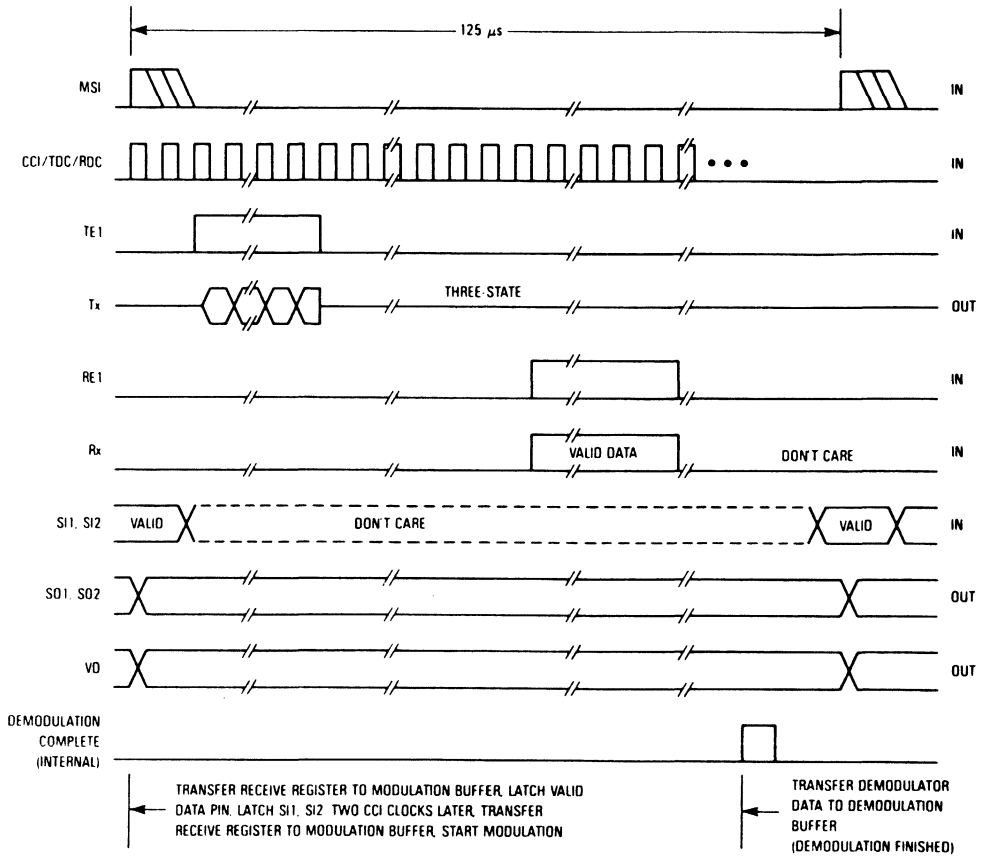 125 μs
MSI
IN
CCI/TDC/RDC
IN
TE1
IN
Tx
THREE-STATE
OUT
RE1
IN
Rx
VALID DATA
DON'T CARE
IN
SI1, SI2
VALID
DON'T CARE
VALID
IN
SO1, SO2
OUT
VD
OUT
DEMODULATION
COMPLETE
(INTERNAL)
TRANSFER RECEIVE REGISTER TO MODULATION BUFFER, LATCH VALID
DATA PIN, LATCH SI1, SI2 TWO CCI CLOCKS LATER, TRANSFER
RECEIVE REGISTER TO MODULATION BUFFER, START MODULATION
TRANSFER DEMODULATOR
DATA TO DEMODULATION
BUFFER
(DEMODULATION FINISHED)